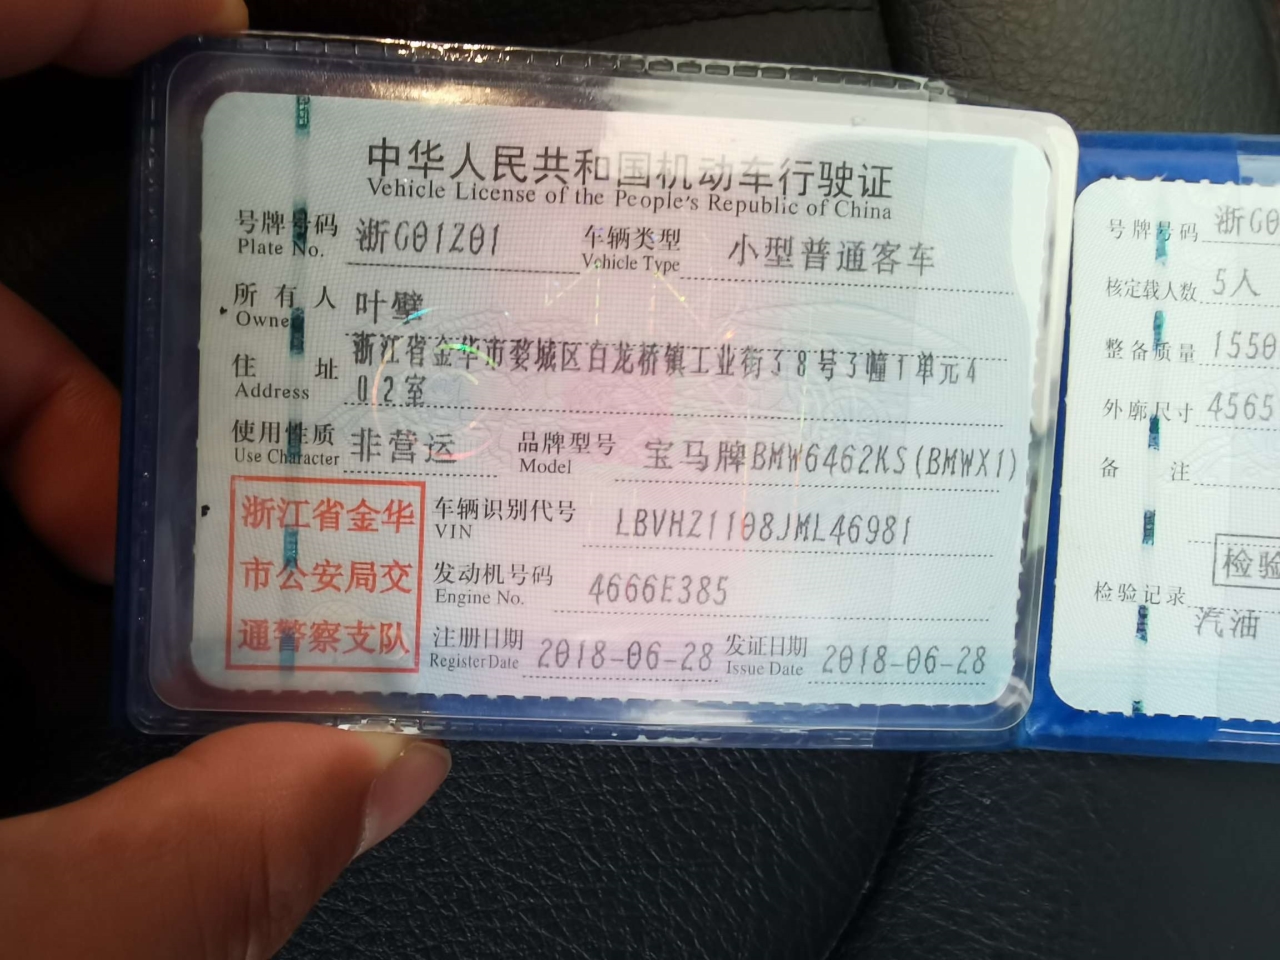 中华人民共和国机动车行驶证
Vehicle License of the People's Republic of China
号牌号码 浙G01Z01 车辆类型 小型普通客车
Plate No. Vehicle Type
所有人 叶擘
Owner
住址 浙江省金华市婺城区白龙桥镇工业街38号3幢1单元4
Address 02室
使用性质 非营运 品牌型号 宝马牌BMW6462KS(BMWX1)
Use Character Model
浙江省金华
市公安局交
通警察支队
车辆识别代号 LBVHZ1108JML46981
VIN
发动机号码 4666E385
Engine No.
注册日期 2018-06-28 发证日期 2018-06-28
Register Date Issue Date
号牌号码 浙G0
核定载人数 5人
整备质量 1550
外廓尺寸 4565
备注
检验
检验记录
汽油